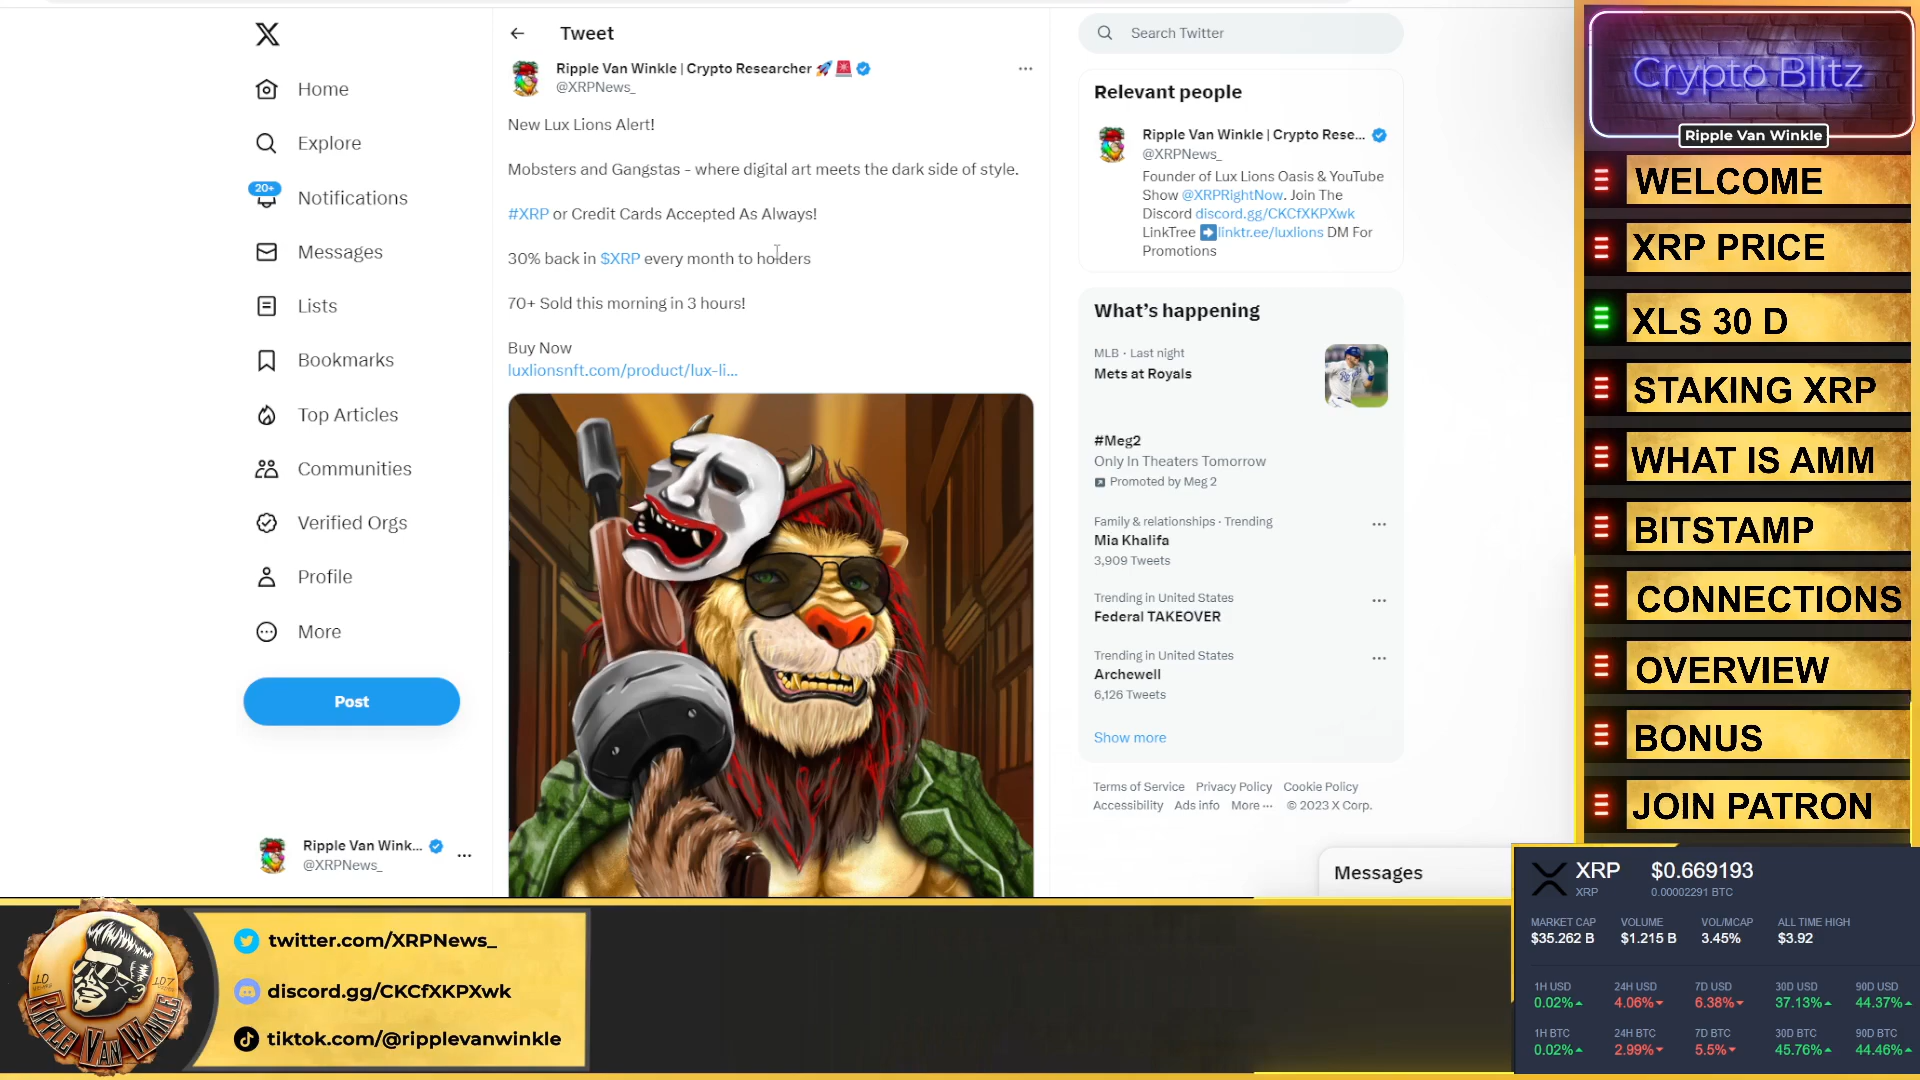 Home
Explore
20+
Notifications
Messages
Lists
Bookmarks
Top Articles
Communities
Verified Orgs
Profile
More
Post
Ripple Van Wink...
@XRPNews_
Tweet
Ripple Van Winkle | Crypto Researcher 🚀🚨
@XRPNews_
New Lux Lions Alert!
Mobsters and Gangstas - where digital art meets the dark side of style.
#XRP or Credit Cards Accepted As Always!
30% back in $XRP every month to holders
70+ Sold this morning in 3 hours!
Buy Now
luxlionsnft.com/product/lux-li...
Search Twitter
Relevant people
Ripple Van Winkle | Crypto Rese...
@XRPNews_
Founder of Lux Lions Oasis & YouTube
Show @XRPRightNow. Join The
Discord discord.gg/CKCfXKPXwk
LinkTree ➡linktr.ee/luxlions DM For
Promotions
What's happening
MLB · Last night
Mets at Royals
#Meg2
Only In Theaters Tomorrow
Promoted by Meg 2
Family & relationships · Trending
Mia Khalifa
3,909 Tweets
Trending in United States
Federal TAKEOVER
Trending in United States
Archewell
6,126 Tweets
Show more
Terms of Service Privacy Policy Cookie Policy
Accessibility Ads info More ··· © 2023 X Corp.
Messages
Crypto Blitz
Ripple Van Winkle
WELCOME
XRP PRICE
XLS 30 D
STAKING XRP
WHAT IS AMM
BITSTAMP
CONNECTIONS
OVERVIEW
BONUS
JOIN PATRON
XRP $0.669193
XRP 0.00002291 BTC
MARKET CAP VOLUME VOL/MCAP ALL TIME HIGH
$35.262 B $1.215 B 3.45% $3.92
1H USD 24H USD 7D USD 30D USD 90D USD
0.02% 4.06% 6.38% 37.13% 44.37%
1H BTC 24H BTC 7D BTC 30D BTC 90D BTC
0.02% 2.99% 5.5% 45.76% 44.46%
RIPPLE VAN WINKLE
twitter.com/XRPNews_
discord.gg/CKCfXKPXwk
tiktok.com/@ripplevanwinkle